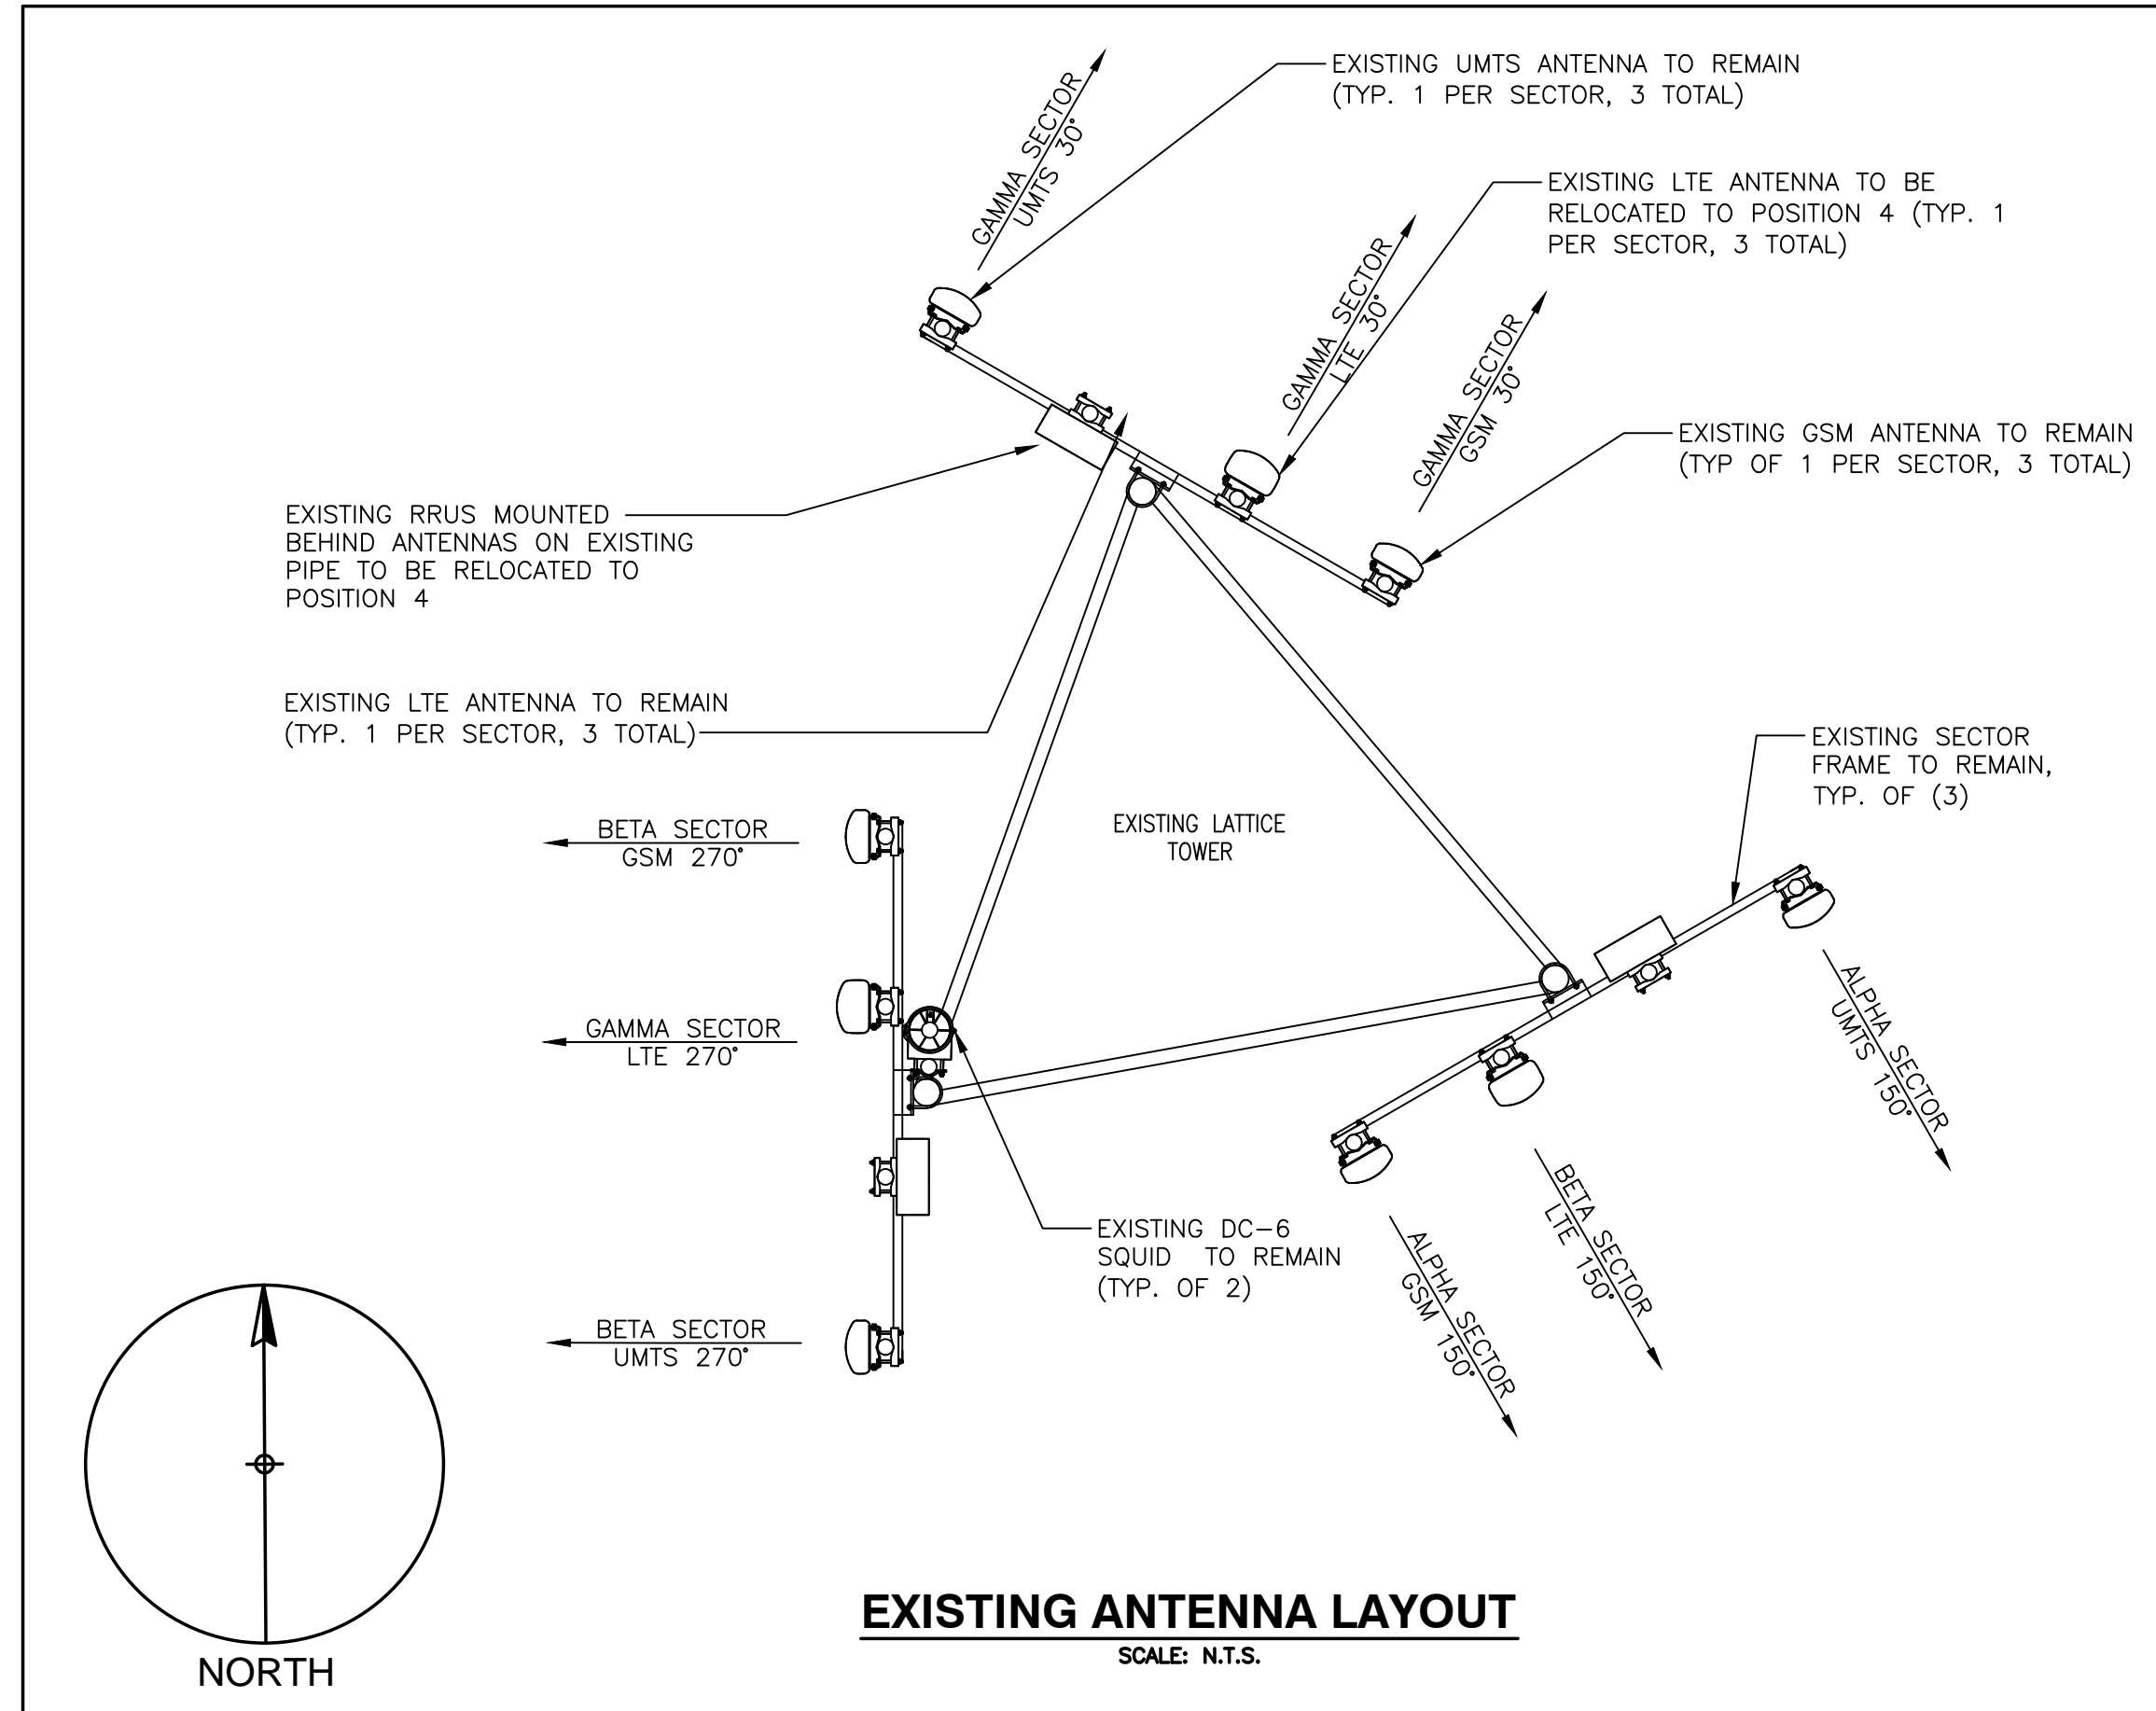 EXISTING UMTS ANTENNA TO REMAIN
(TYP. 1 PER SECTOR, 3 TOTAL)
GAMMA SECTOR
UMTS 30°
EXISTING LTE ANTENNA TO BE
RELOCATED TO POSITION 4 (TYP. 1
PER SECTOR, 3 TOTAL)
GAMMA SECTOR
LTE 30°
GAMMA SECTOR
GSM 30°
EXISTING GSM ANTENNA TO REMAIN
(TYP OF 1 PER SECTOR, 3 TOTAL)
EXISTING RRUS MOUNTED
BEHIND ANTENNAS ON EXISTING
PIPE TO BE RELOCATED TO
POSITION 4
EXISTING LTE ANTENNA TO REMAIN
(TYP. 1 PER SECTOR, 3 TOTAL)
EXISTING SECTOR
FRAME TO REMAIN,
TYP. OF (3)
BETA SECTOR
GSM 270°
EXISTING LATTICE
TOWER
GAMMA SECTOR
LTE 270°
ALPHA SECTOR
UMTS 150°
BETA SECTOR
LTE 150°
ALPHA SECTOR
GSM 150°
EXISTING DC-6
SQUID TO REMAIN
(TYP. OF 2)
BETA SECTOR
UMTS 270°
NORTH
EXISTING ANTENNA LAYOUT
SCALE: N.T.S.